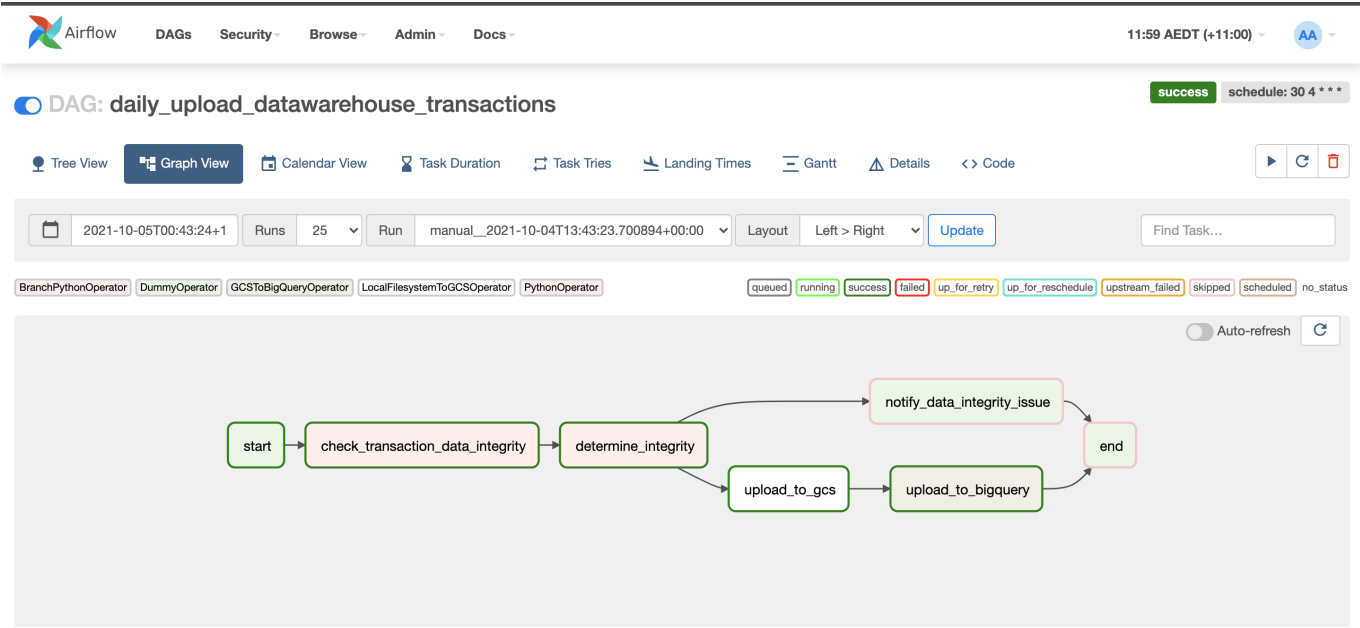 Airflow DAGs Security Browse Admin Docs 11:59 AEDT (+11:00) AA
DAG: daily_upload_datawarehouse_transactions success schedule: 30 4 * * *
Tree View Graph View Calendar View Task Duration Task Tries Landing Times Gantt Details <> Code
2021-10-05T00:43:24+1 Runs 25 Run manual__2021-10-04T13:43:23.700894+00:00 Layout Left > Right Update Find Task...
BranchPythonOperator DummyOperator GCSToBigQueryOperator LocalFilesystemToGCSOperator PythonOperator queued running success failed up_for_retry up_for_reschedule upstream_failed skipped scheduled no_status
Auto-refresh
notify_data_integrity_issue
start check_transaction_data_integrity determine_integrity end
upload_to_gcs upload_to_bigquery